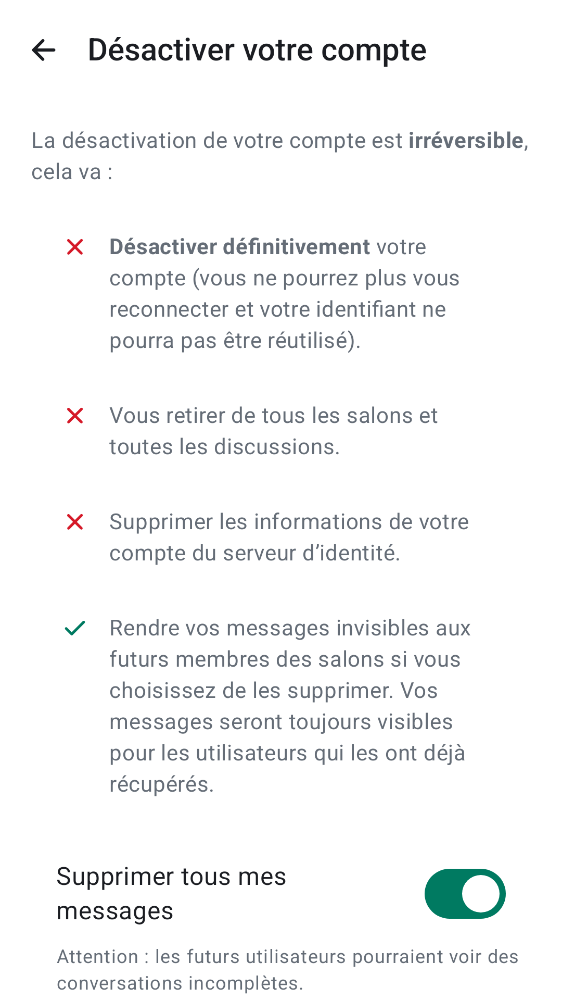 Désactiver votre compte
La désactivation de votre compte est irréversible,
cela va :
Désactiver définitivement votre
compte (vous ne pourrez plus vous
reconnecter et votre identifiant ne
pourra pas être réutilisé).
Vous retirer de tous les salons et
toutes les discussions.
Supprimer les informations de votre
compte du serveur d’identité.
Rendre vos messages invisibles aux
futurs membres des salons si vous
choisissez de les supprimer. Vos
messages seront toujours visibles
pour les utilisateurs qui les ont déjà
récupérés.
Supprimer tous mes
messages
Attention : les futurs utilisateurs pourraient voir des
conversations incomplètes.